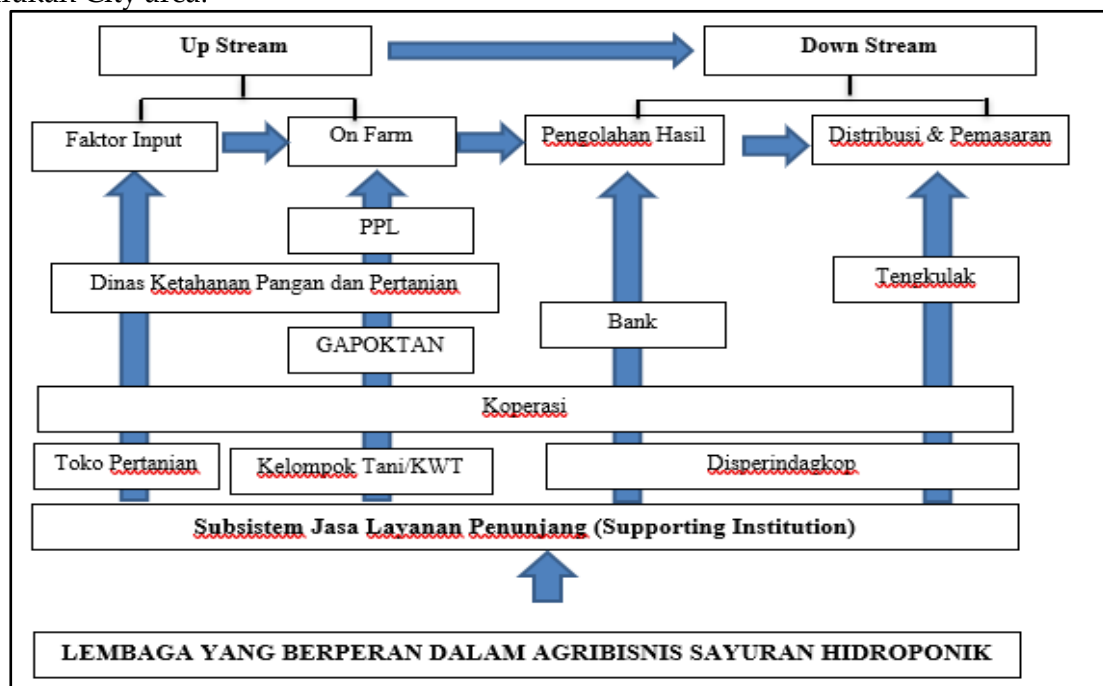 Up Stream
Down Stream
Faktor Input
On Farm
Pengolahan Hasil
Distribusi & Pemasaran
PPL
Dinas Ketahanan Pangan dan Pertanian
Tengkulak
Bank
GAPOKTAN
Koperasi
Toko Pertanian
Kelompok Tani/KWT
Disperindagkop
Subsistem Jasa Layanan Penunjang (Supporting Institution)
LEMBAGA YANG BERPERAN DALAM AGRIBISNIS SAYURAN HIDROPONIK